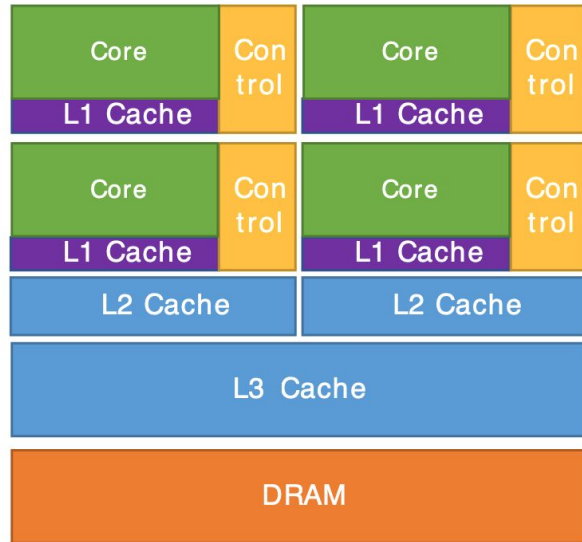 Core
Con
trol
L1 Cache
Core
Con
trol
L1 Cache
Core
Con
trol
L1 Cache
Core
Con
trol
L1 Cache
L2 Cache
L2 Cache
L3 Cache
DRAM